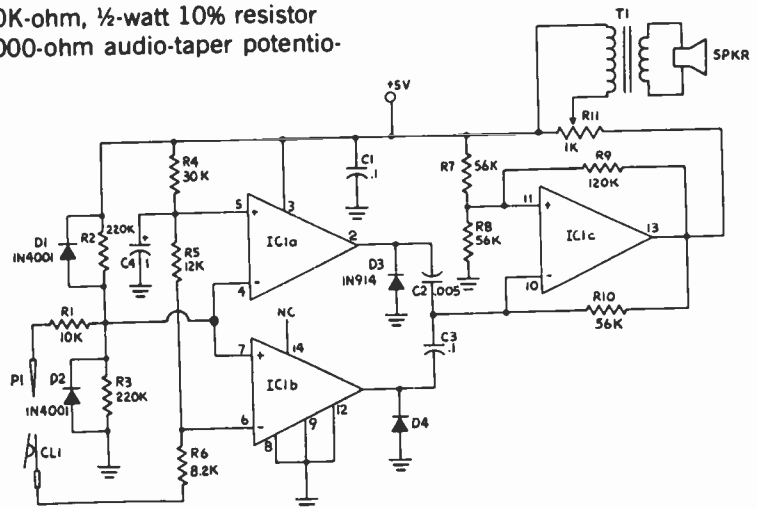 0K-ohm, ½-watt 10% resistor
000-ohm audio-taper potentio-
T1
SPKR
+5V
R11
1K
R4
30K
C1
.1
R7
56K
R9
120K
D1
1N4001
R2
220K
5
+
3
IC1a
2
4
-
C4
+
1
R5
12K
R8
56K
11
+
IC1c
13
10
-
D3
1N914
C2
.005
R10
56K
R1
10K
NC
14
C3
.1
P1
D2
1N4001
R3
220K
7
+
IC1b
12
6
-
8
9
D4
CL1
R6
8.2K